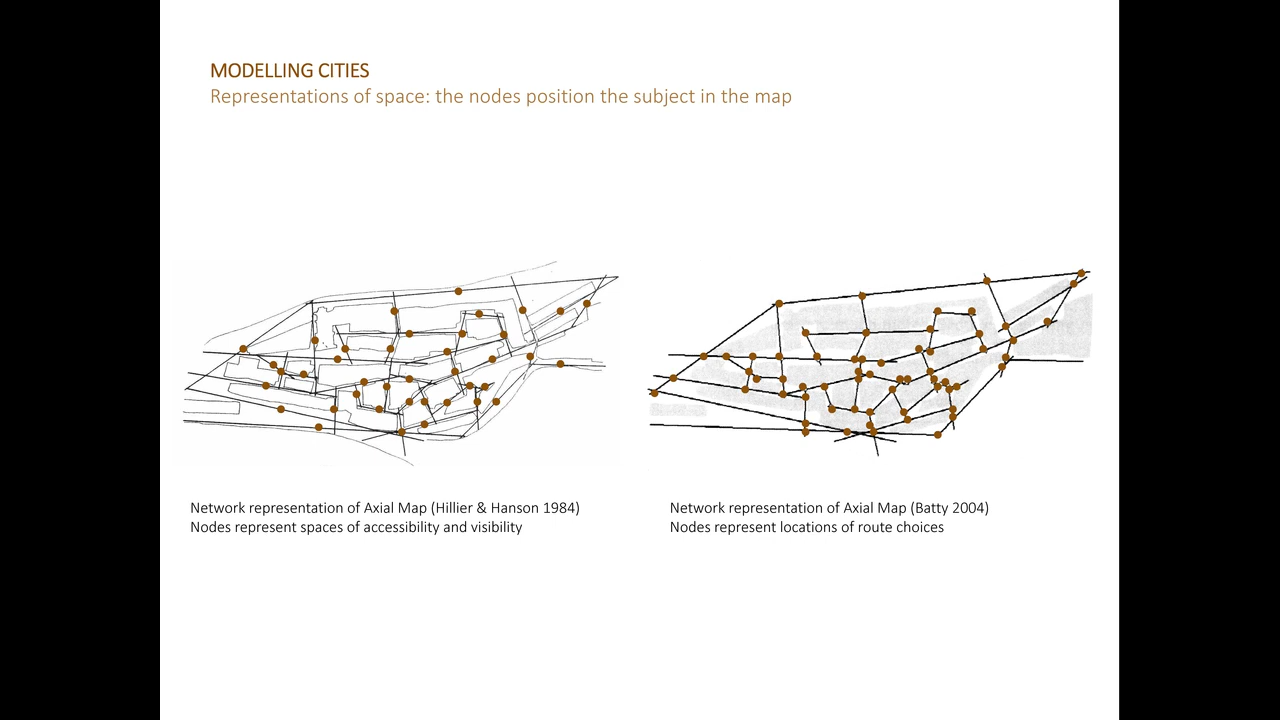 MODELLING CITIES
Representations of space: the nodes position the subject in the map
Network representation of Axial Map (Hillier & Hanson 1984)
Nodes represent spaces of accessibility and visibility
Network representation of Axial Map (Batty 2004)
Nodes represent locations of route choices